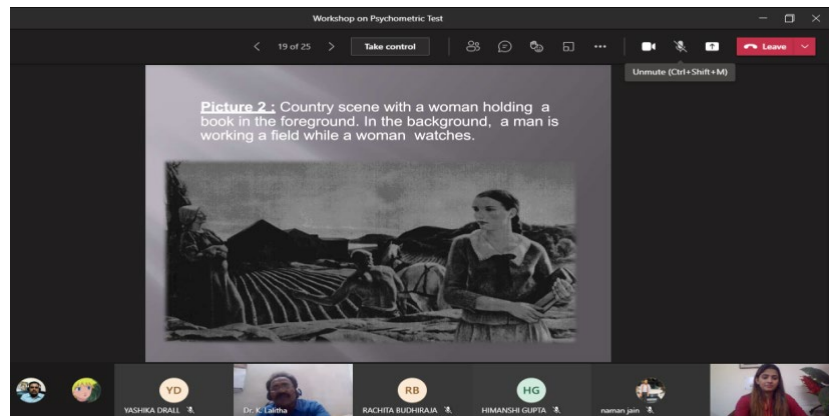 Workshop on Psychometric Test
19 of 25
Take control
Leave
Unmute (Ctrl+Shift+M)
Picture 2 : Country scene with a woman holding a
book in the foreground. In the background, a man is
working a field while a woman watches.
YD
RB
HG
YASHIKA DRALL
Dr. K. Lalitha
RACHITA BUDHIRAJA
HIMANSHI GUPTA
naman jain